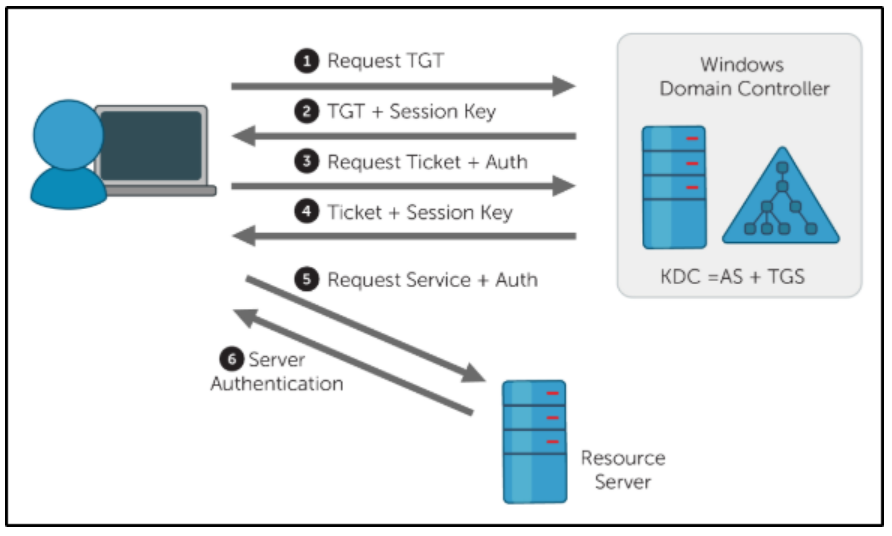 1 Request TGT
2 TGT + Session Key
3 Request Ticket + Auth
4 Ticket + Session Key
5 Request Service + Auth
6 Server
Authentication
Windows
Domain Controller
KDC =AS + TGS
Resource
Server